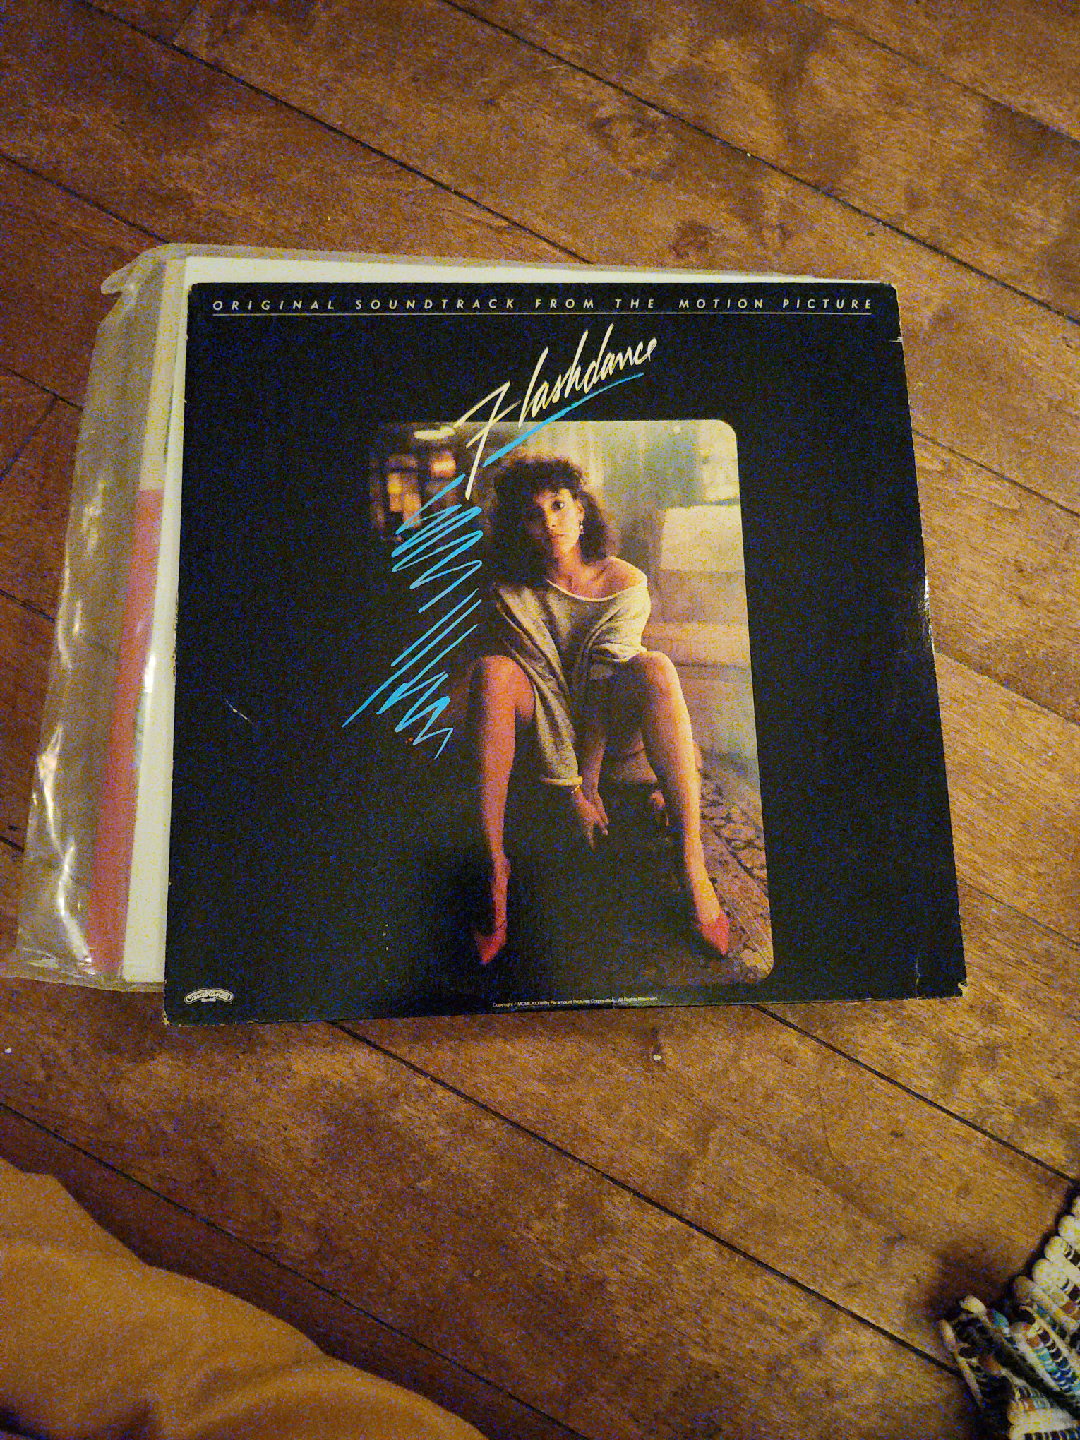 ORIGINAL SOUNDTRACK FROM THE MOTION PICTURE
Flashdance